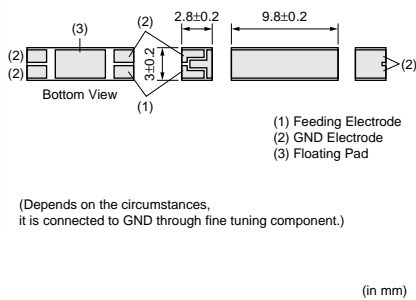 (3)
(2)
2.8±0.2
9.8±0.2
(2)
(2)
3±0.2
(2)
Bottom View
(1)
(1) Feeding Electrode
(2) GND Electrode
(3) Floating Pad
(Depends on the circumstances,
it is connected to GND through fine tuning component.)
(in mm)